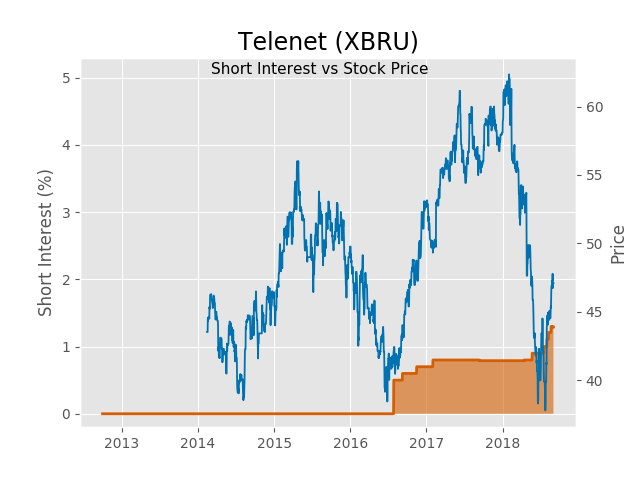 Telenet (XBRU)
Short Interest vs Stock Price
Short Interest (%)
5
4
3
2
1
0
60
55
50
45
40
Price
2013 2014 2015 2016 2017 2018